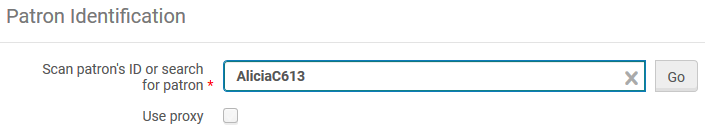 Patron Identification
Scan patron's ID or search
for patron * AliciaC613 Go
Use proxy